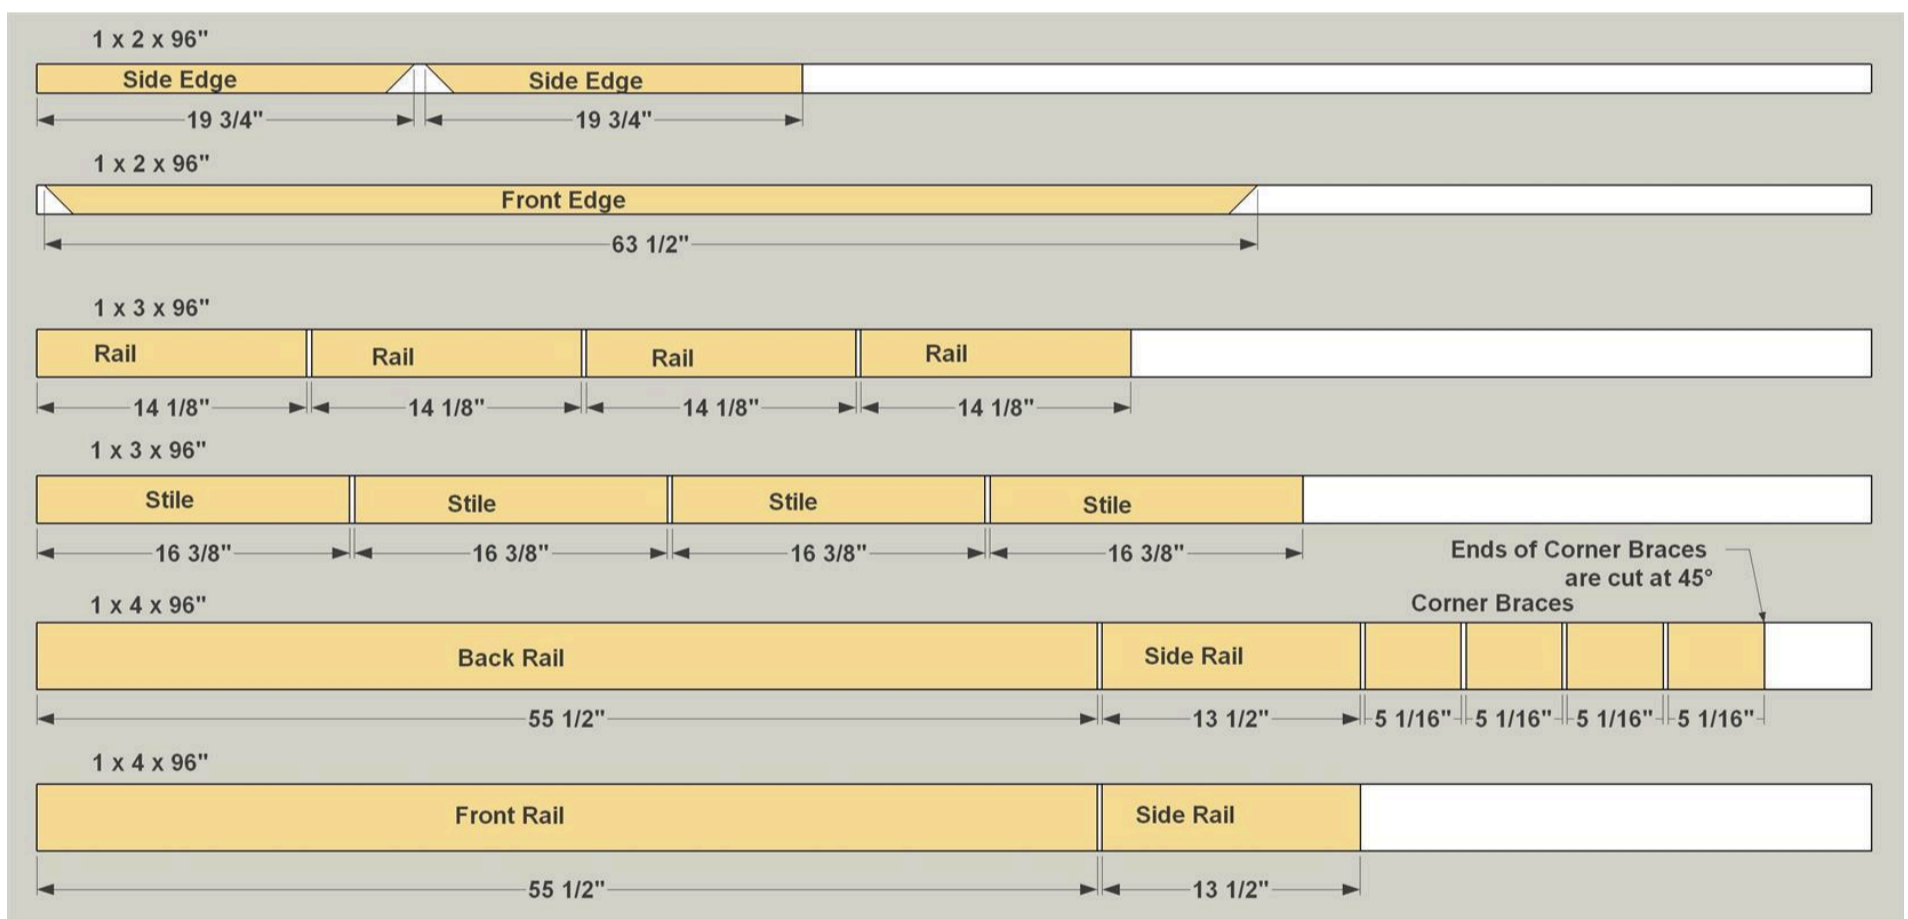 1 x 2 x 96"
Side Edge Side Edge
19 3/4" 19 3/4"
1 x 2 x 96"
Front Edge
63 1/2"
1 x 3 x 96"
Rail Rail Rail Rail
14 1/8" 14 1/8" 14 1/8" 14 1/8"
1 x 3 x 96"
Stile Stile Stile Stile
16 3/8" 16 3/8" 16 3/8" 16 3/8"
Ends of Corner Braces
are cut at 45°
1 x 4 x 96" Corner Braces
Back Rail Side Rail
55 1/2" 13 1/2" 5 1/16" 5 1/16" 5 1/16" 5 1/16"
1 x 4 x 96"
Front Rail Side Rail
55 1/2" 13 1/2"